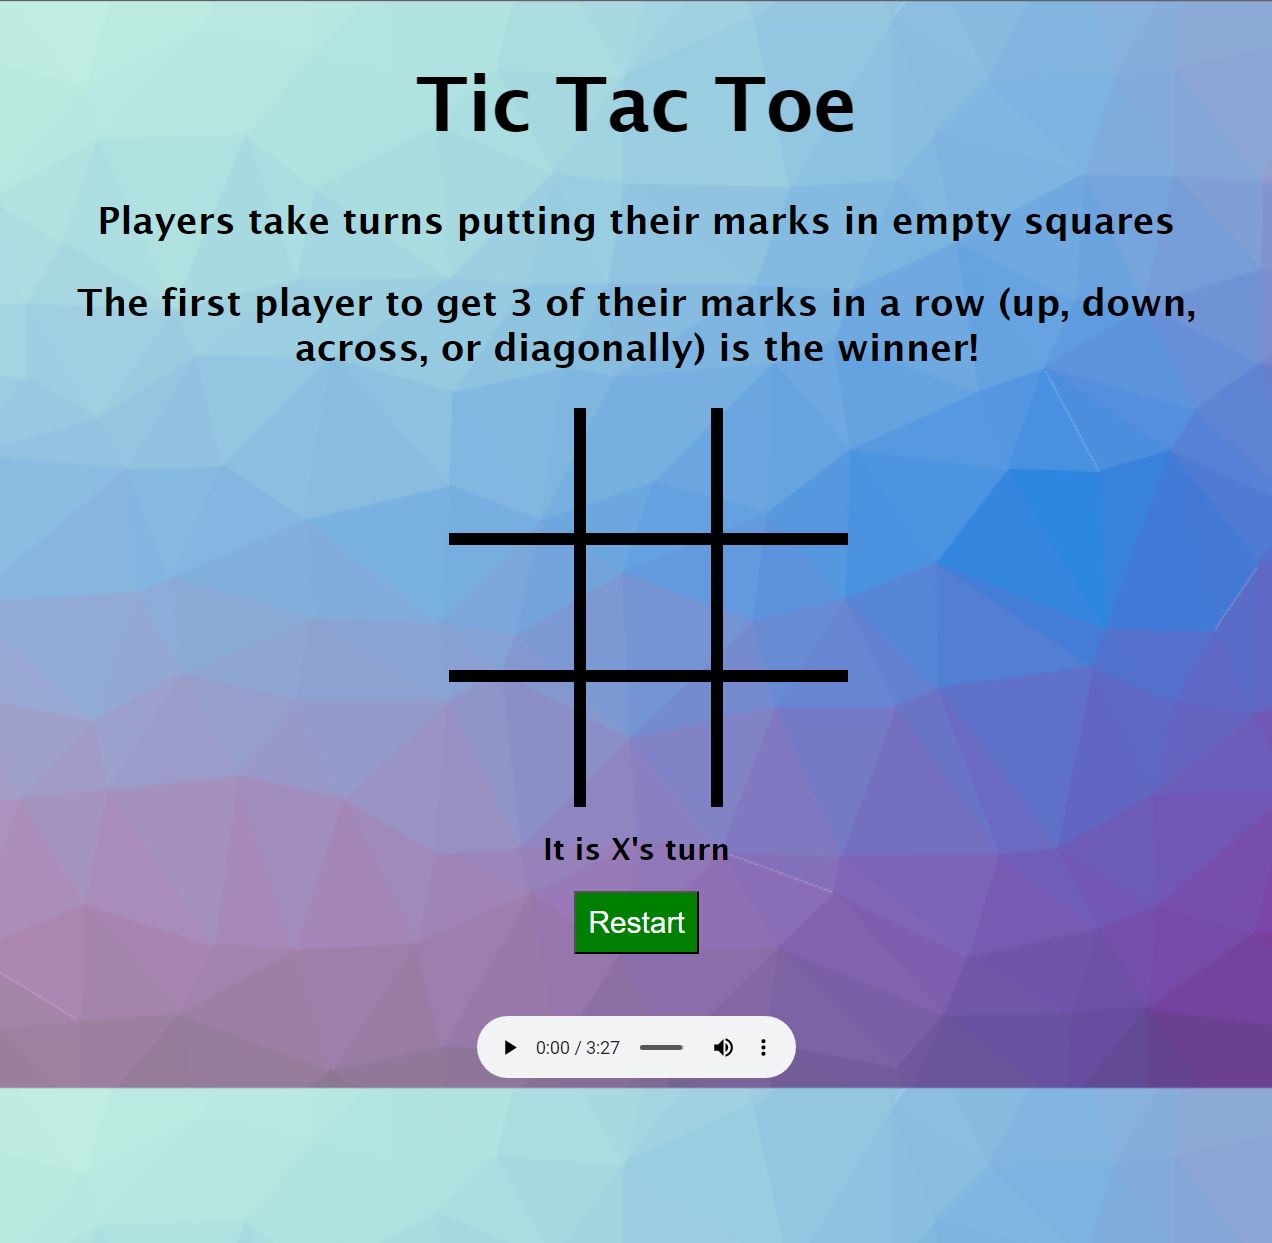 Tic Tac Toe
Players take turns putting their marks in empty squares
The first player to get 3 of their marks in a row (up, down,
across, or diagonally) is the winner!
It is X's turn
Restart
0:00 / 3:27